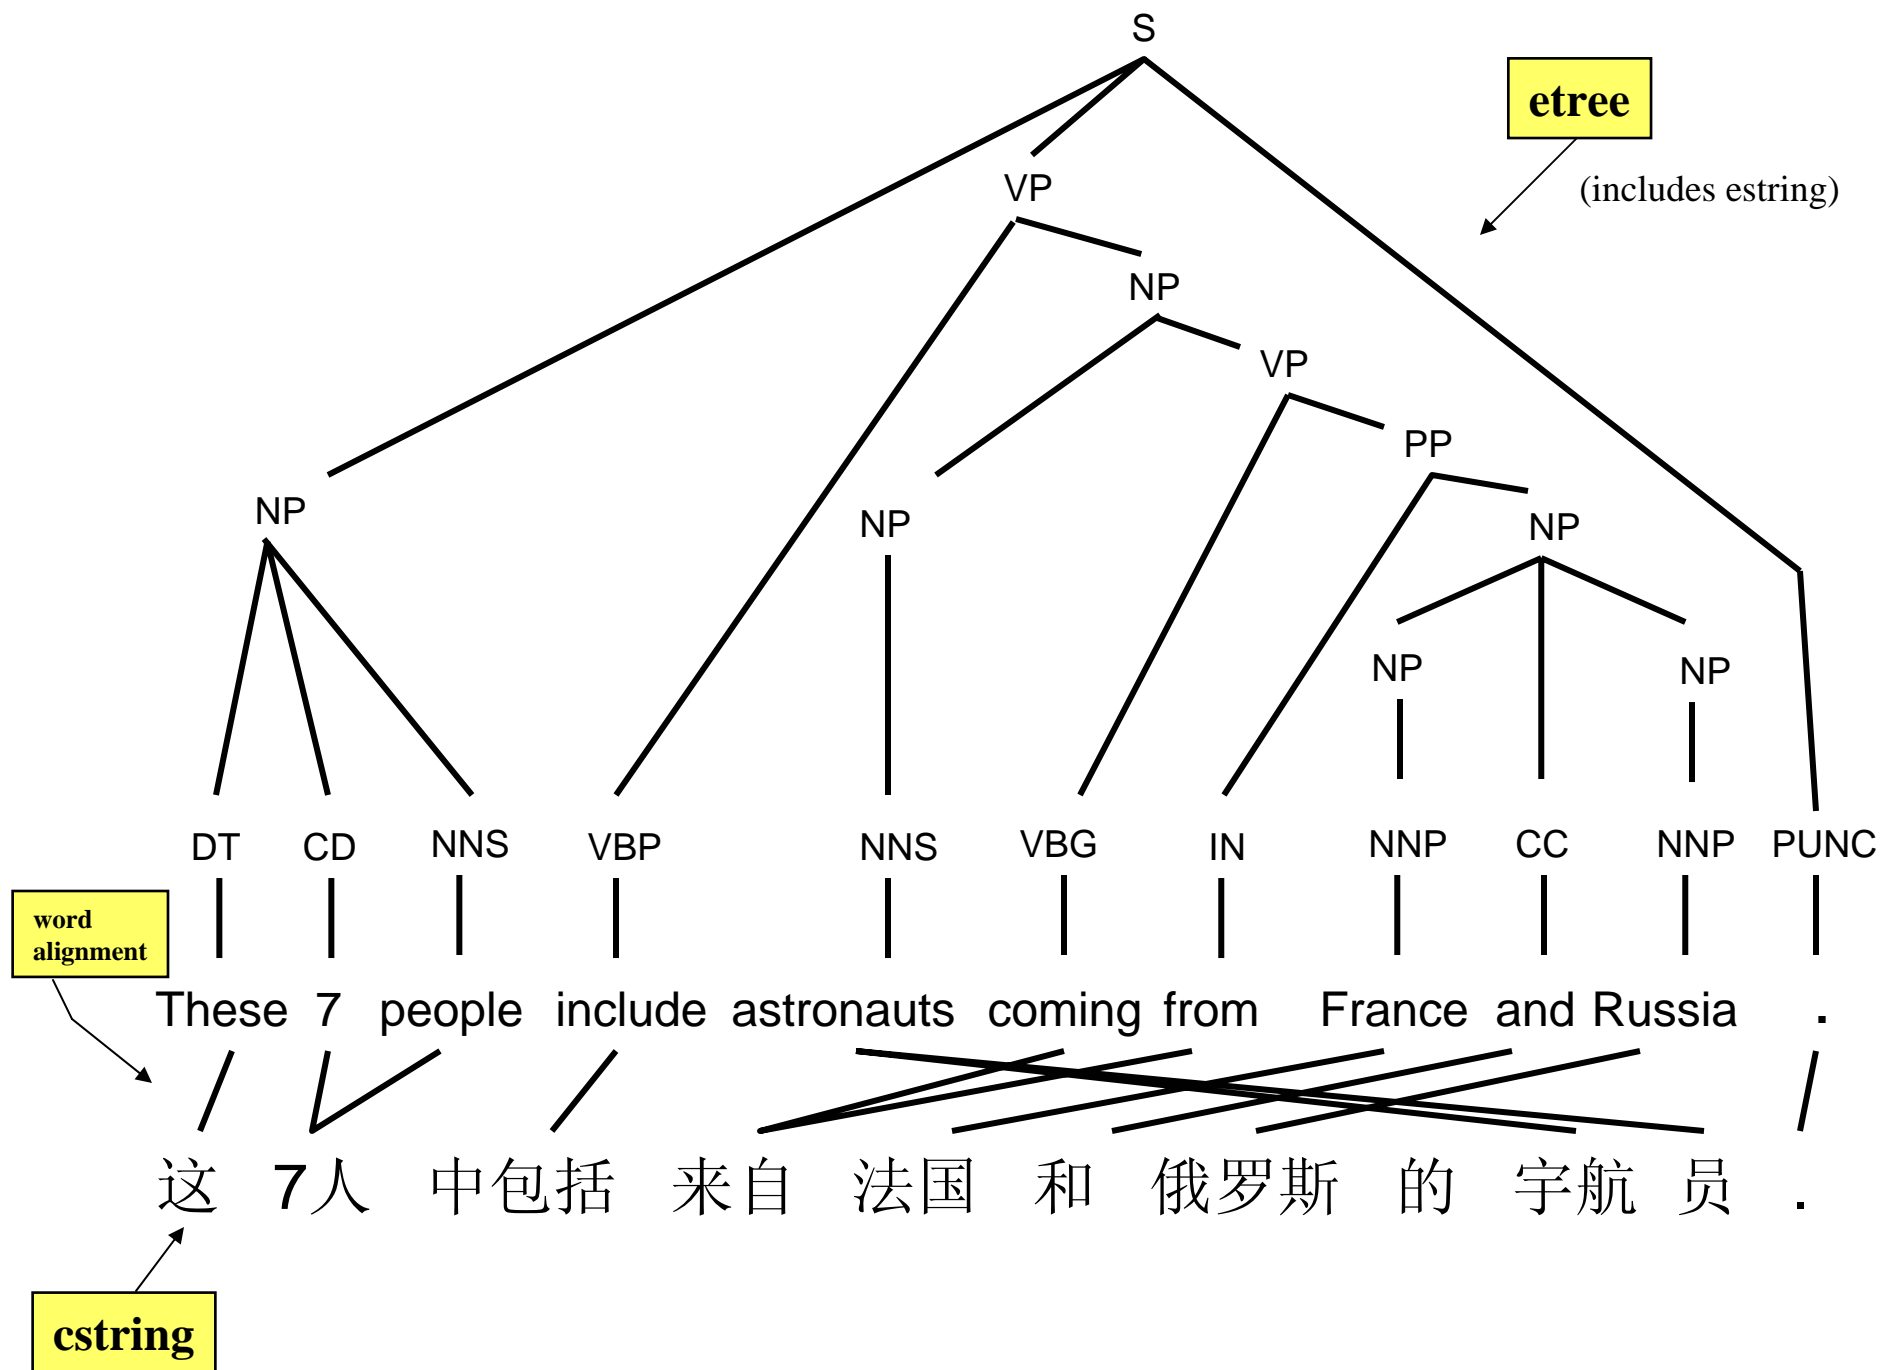 S
etree
(includes estring)
VP
NP
VP
PP
NP NP NP
NP NP
DT CD NNS VBP NNS VBG IN NNP CC NNP PUNC
word
alignment
These 7 people include astronauts coming from France and Russia .
这 7人 中包括 来自 法国 和 俄罗斯 的 宇航 员 .
cstring